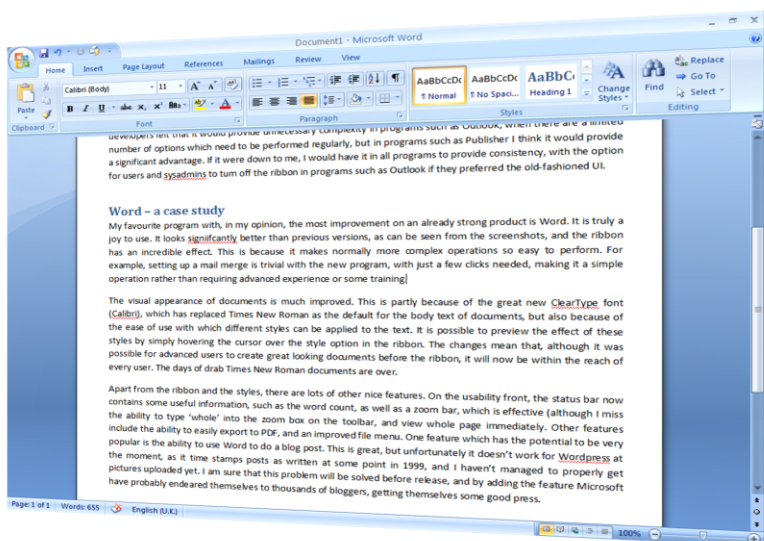 Document1 - Microsoft Word
Home Insert Page Layout References Mailings Review View
Calibri (Body) 11
Paste
B I U abc
AaBbCcDc AaBbCcDc AaBbCc
¶ Normal ¶ No Spaci... Heading 1
Change Styles
Find
Replace
Go To
Select
Clipboard Font Paragraph Styles Editing
developers felt that it would provide unnecessary complexity in programs such as Outlook, when there are a limited
number of options which need to be performed regularly, but in programs such as Publisher I think it would provide
a significant advantage. If it were down to me, I would have it in all programs to provide consistency, with the option
for users and sysadmins to turn off the ribbon in programs such as Outlook if they preferred the old-fashioned UI.
Word – a case study
My favourite program with, in my opinion, the most improvement on an already strong product is Word. It is truly a
joy to use. It looks signiifcantly better than previous versions, as can be seen from the screenshots, and the ribbon
has an incredible effect. This is because it makes normally more complex operations so easy to perform. For
example, setting up a mail merge is trivial with the new program, with just a few clicks needed, making it a simple
operation rather than requiring advanced experience or some training.
The visual appearance of documents is much improved. This is partly because of the great new ClearType font
(Calibri), which has replaced Times New Roman as the default for the body text of documents, but also because of
the ease of use with which different styles can be applied to the text. It is possible to preview the effect of these
styles by simply hovering the cursor over the style option in the ribbon. The changes mean that, although it was
possible for advanced users to create great looking documents before the ribbon, it will now be within the reach of
every user. The days of drab Times New Roman documents are over.
Apart from the ribbon and the styles, there are lots of other nice features. On the usability front, the status bar now
contains some useful information, such as the word count, as well as a zoom bar, which is effective (although I miss
the ability to type ‘whole’ into the zoom box on the toolbar, and view whole page immediately. Other features
include the ability to easily export to PDF, and an improved file menu. One feature which has the potential to be very
popular is the ability to use Word to do a blog post. This is great, but unfortunately it doesn’t work for Wordpress at
the moment, as it time stamps posts as written at some point in 1999, and I haven’t managed to properly get
pictures uploaded yet. I am sure that this problem will be solved before release, and by adding the feature Microsoft
have probably endeared themselves to thousands of bloggers, getting themselves some good press.
Page: 1 of 1 Words: 655 English (U.K.) 100%